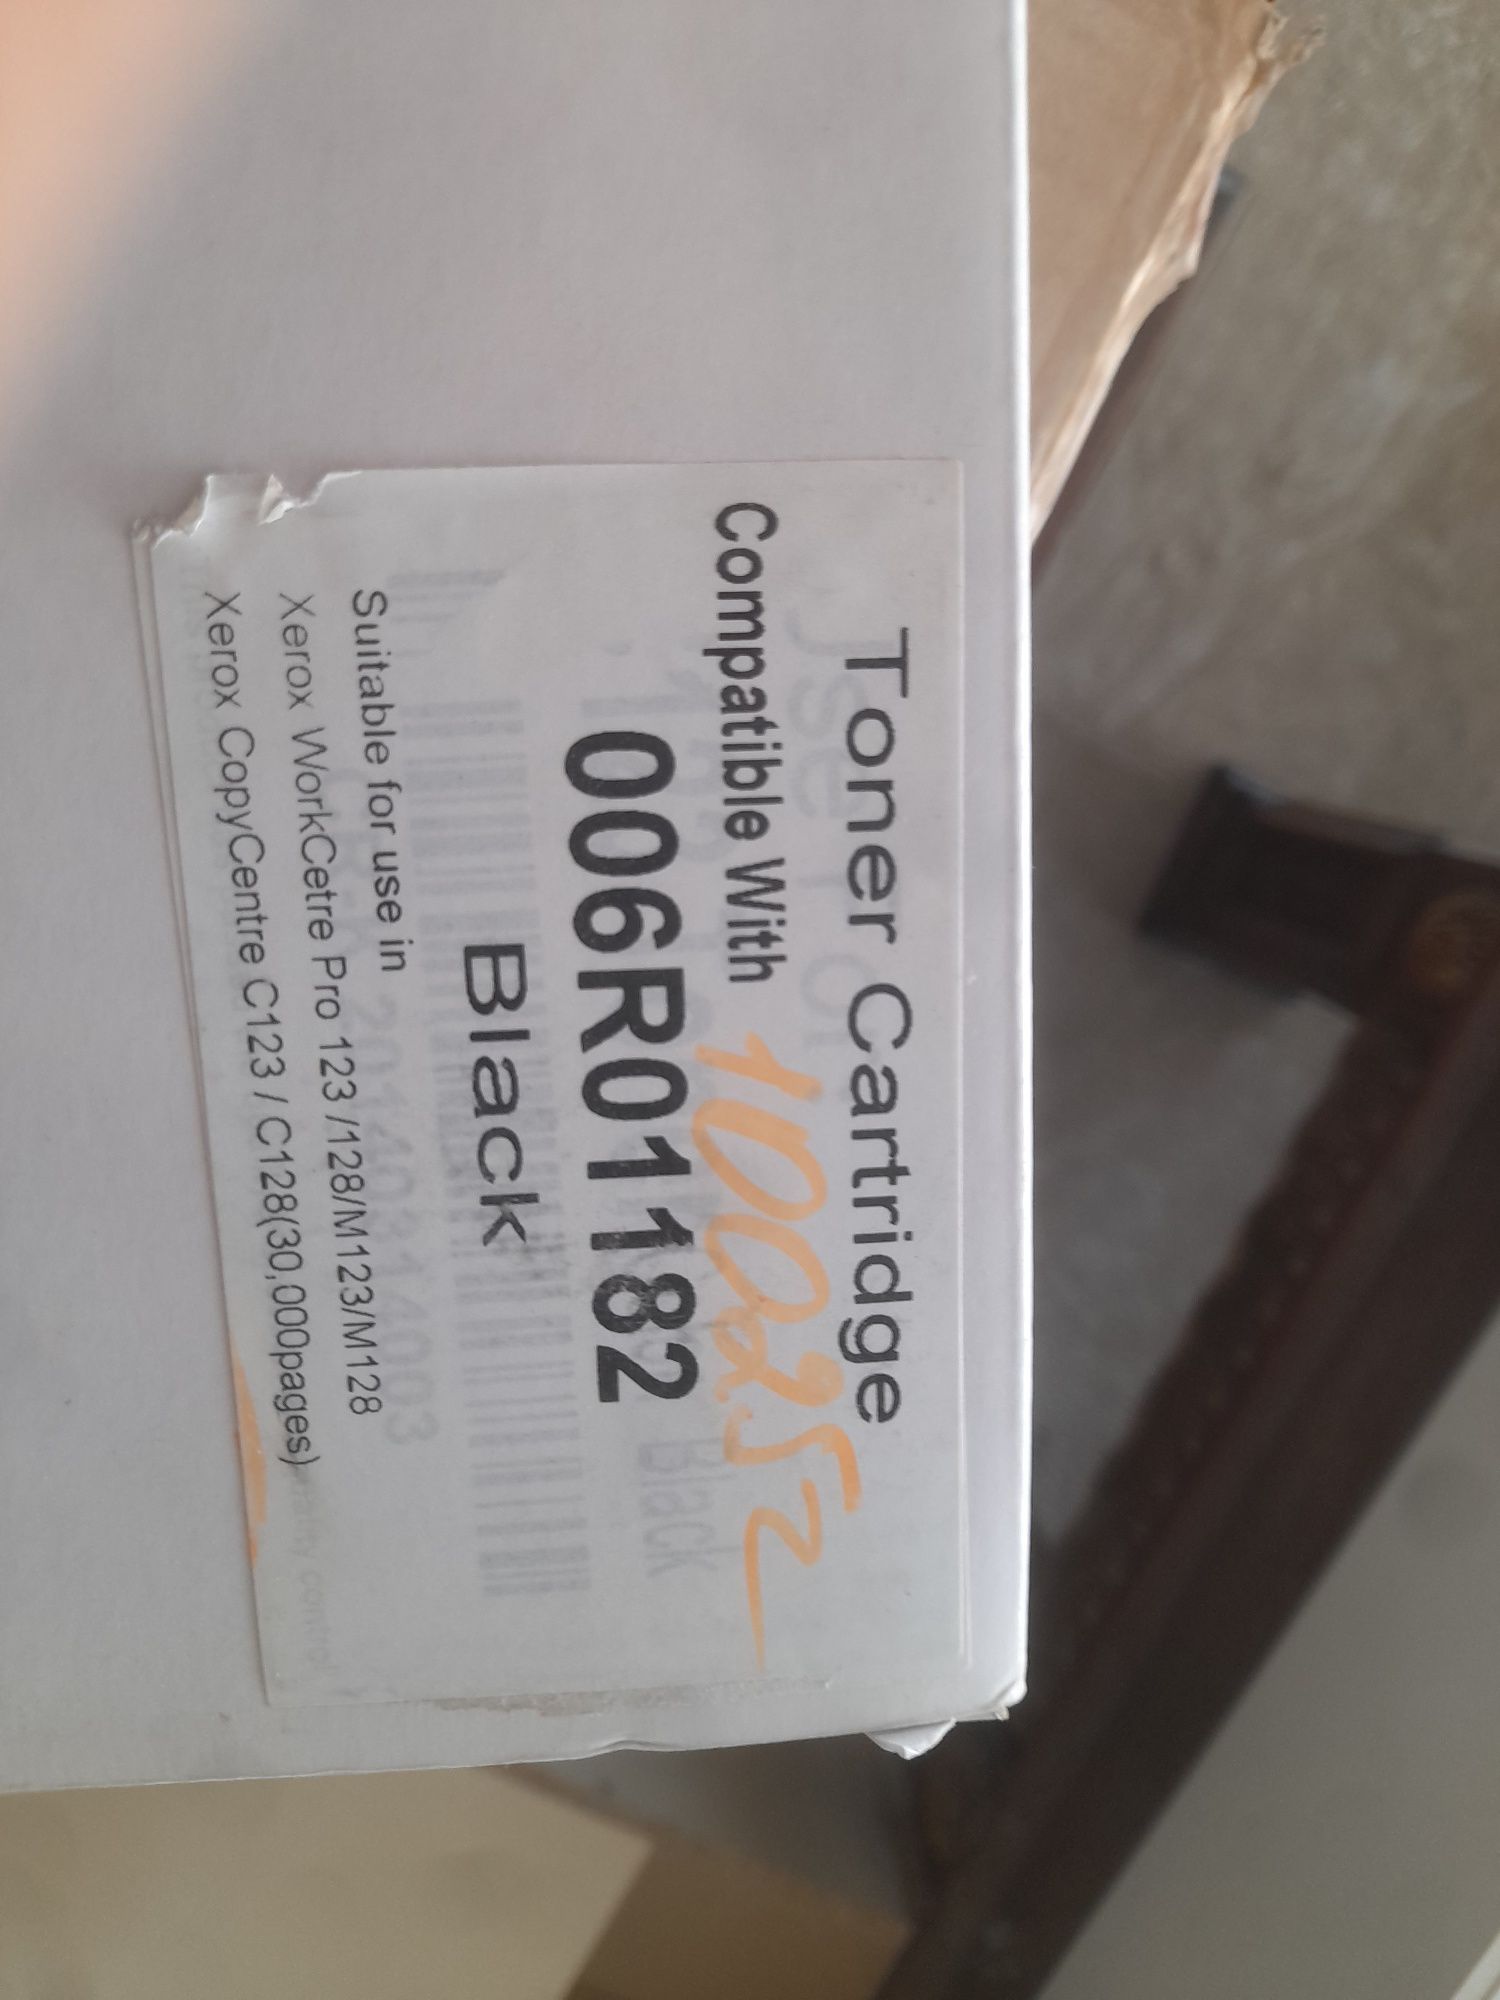 Toner Cartridge
Compatible With
100252
006R01182
Black
Suitable for use in
Xerox WorkCetre Pro 123 /128/M123/M128
Xerox CopyCentre C123 / C128(30,000pages)